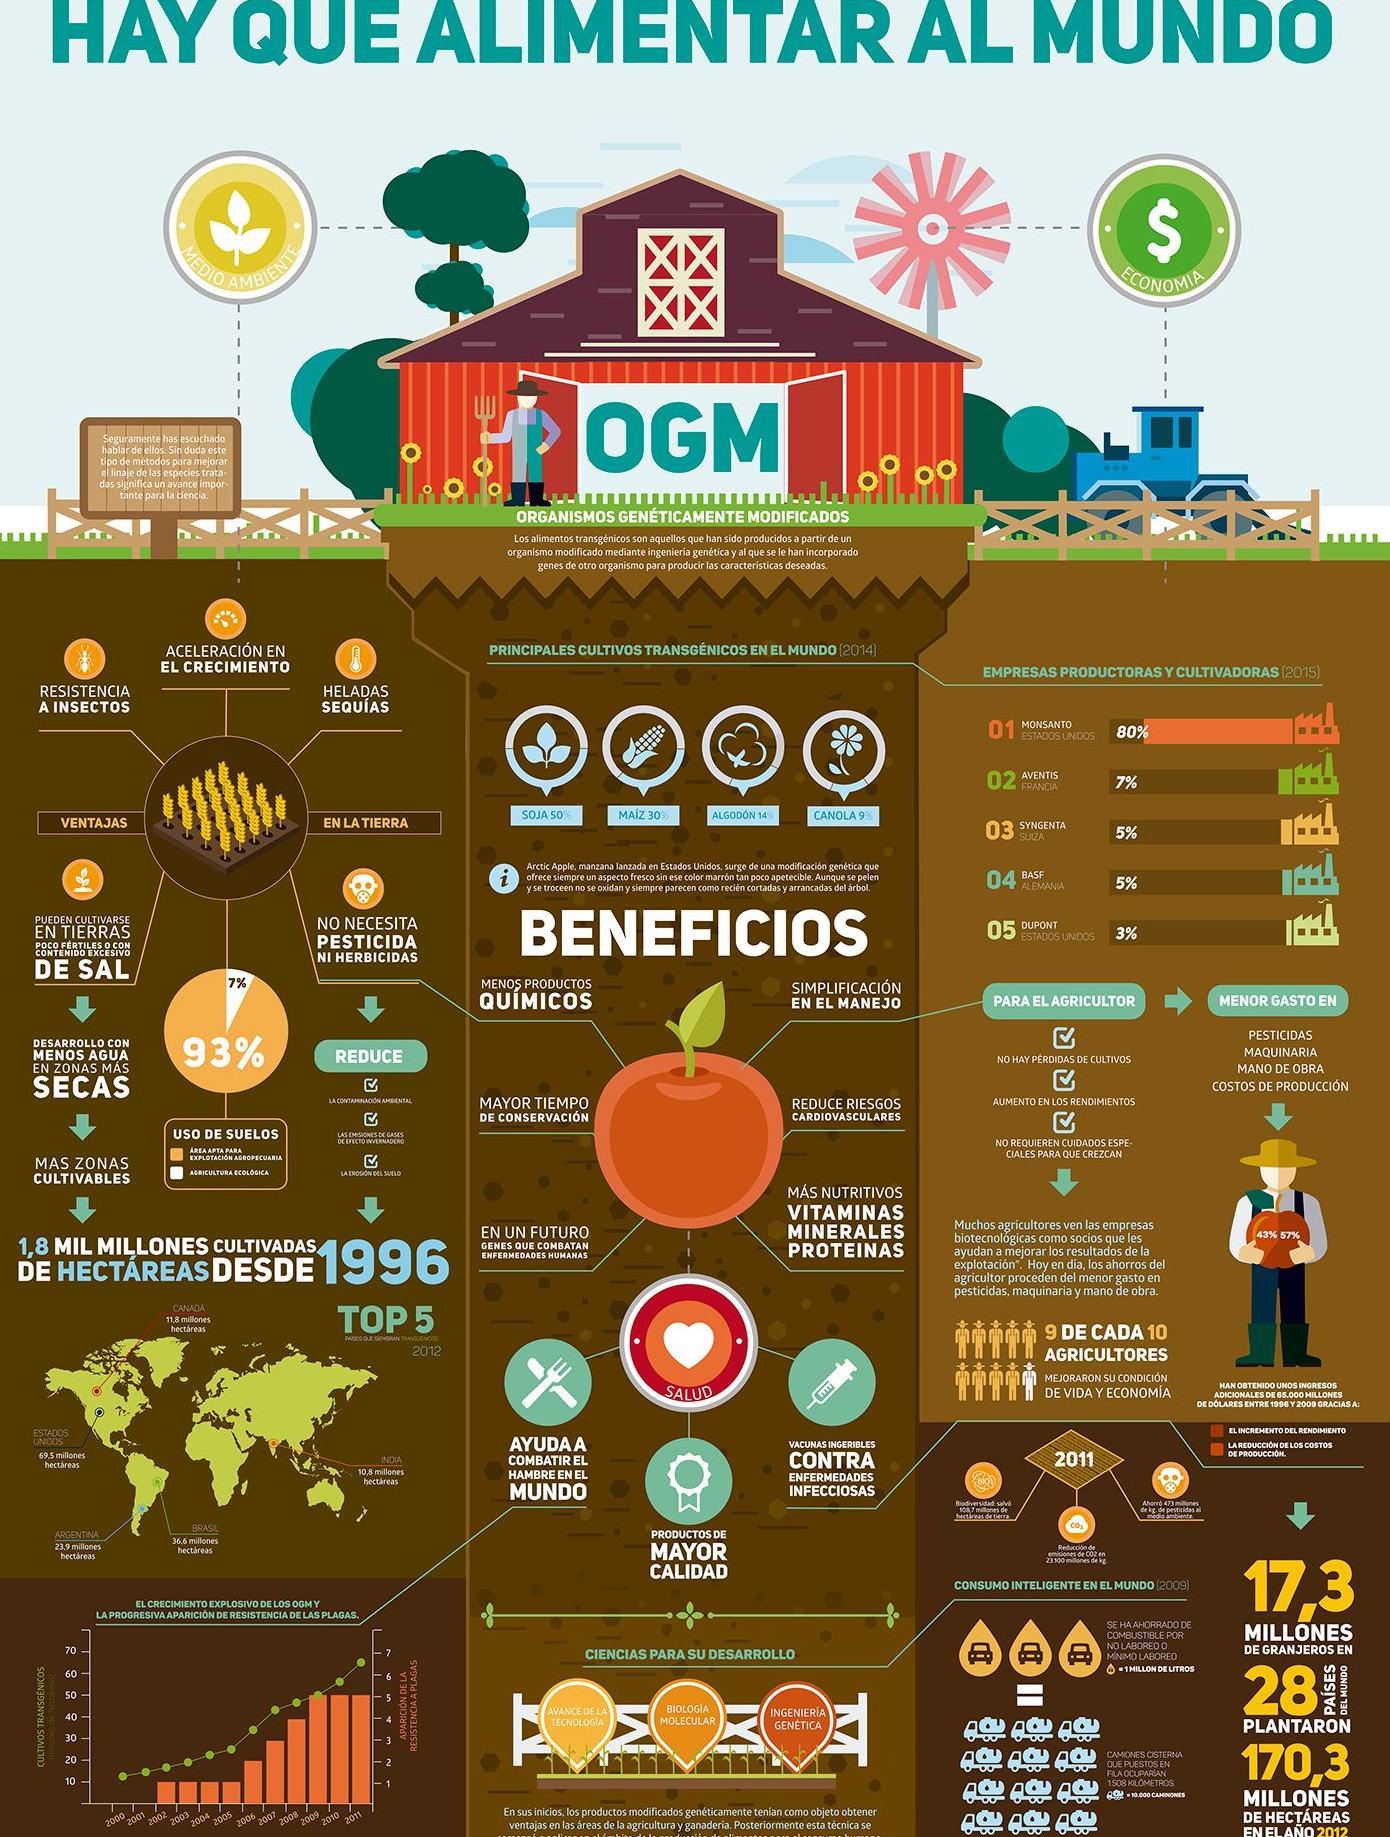 HAY QUE ALIMENTAR AL MUNDO
MEDIO AMBIENTE
ECONOMIA
Seguramente has escuchado
hablar de ellos. Sin duda este
tipo de métodos para mejorar
el linaje de las especies trata-
das significa un avance impor-
tante para la ciencia.
OGM
ORGANISMOS GENÉTICAMENTE MODIFICADOS
Los alimentos transgénicos son aquellos que han sido producidos a partir de un
organismo modificado mediante ingeniería genética y al que se le han incorporado
genes de otro organismo para producir las características deseadas.
ACELERACIÓN EN
EL CRECIMIENTO
RESISTENCIA
A INSECTOS
HELADAS
SEQUÍAS
VENTAJAS
EN LA TIERRA
PUEDEN CULTIVARSE
EN TIERRAS
POCO FÉRTILES O CON
CONTENIDO EXCESIVO
DE SAL
NO NECESITA
PESTICIDA
NI HERBICIDAS
7%
93%
DESARROLLO CON
MENOS AGUA
EN ZONAS MÁS
SECAS
REDUCE
LA CONTAMINACIÓN AMBIENTAL
LAS EMISIONES DE GASES
DE EFECTO INVERNADERO
LA EROSIÓN DEL SUELO
USO DE SUELOS
ÁREA APTA PARA
EXPLOTACIÓN AGROPECUARIA
AGRICULTURA ECOLÓGICA
MAS ZONAS
CULTIVABLES
1,8 MIL MILLONES CULTIVADAS
DE HECTÁREAS DESDE 1996
TOP 5
PAÍSES QUE SIEMBRAN TRANSGÉNICOS
2012
CANADÁ
11,8 millones
hectáreas
ESTADOS
UNIDOS
69,5 millones
hectáreas
INDIA
10,8 millones
hectáreas
ARGENTINA
23,9 millones
hectáreas
BRASIL
36,6 millones
hectáreas
EL CRECIMIENTO EXPLOSIVO DE LOS OGM Y
LA PROGRESIVA APARICIÓN DE RESISTENCIA DE LAS PLAGAS.
CULTIVOS TRANSGÉNICOS
70
60
50
40
30
20
10
7
6
5
4
3
2
1
APARICIÓN DE LA
RESISTENCIA A PLAGAS
2000 2001 2002 2003 2004 2005 2006 2007 2008 2009 2010 2011
PRINCIPALES CULTIVOS TRANSGÉNICOS EN EL MUNDO (2014)
SOJA 50%
MAÍZ 30%
ALGODÓN 14%
CANOLA 9%
i
Arctic Apple, manzana lanzada en Estados Unidos, surge de una modificación genética que
ofrece siempre un aspecto fresco sin ese color marrón tan poco apetecible. Aunque se pelen
y se troceen no se oxidan y siempre parecen como recién cortadas y arrancadas del árbol.
BENEFICIOS
MENOS PRODUCTOS
QUÍMICOS
SIMPLIFICACIÓN
EN EL MANEJO
MAYOR TIEMPO
DE CONSERVACIÓN
REDUCE RIESGOS
CARDIOVASCULARES
EN UN FUTURO
GENES QUE COMBATAN
ENFERMEDADES HUMANAS
MÁS NUTRITIVOS
VITAMINAS
MINERALES
PROTEINAS
SALUD
AYUDA A
COMBATIR EL
HAMBRE EN EL
MUNDO
VACUNAS INGERIBLES
CONTRA
ENFERMEDADES
INFECCIOSAS
PRODUCTOS DE
MAYOR
CALIDAD
CIENCIAS PARA SU DESARROLLO
AVANCE DE LA
TECNOLOGÍA
BIOLOGÍA
MOLECULAR
INGENIERÍA
GENÉTICA
En sus inicios, los productos modificados genéticamente tenían como objeto obtener
ventajas en las áreas de la agricultura y ganadería. Posteriormente esta técnica se
EMPRESAS PRODUCTORAS Y CULTIVADORAS (2015)
01 MONSANTO
ESTADOS UNIDOS
80%
02 AVENTIS
FRANCIA
7%
03 SYNGENTA
SUIZA
5%
04 BASF
ALEMANIA
5%
05 DUPONT
ESTADOS UNIDOS
3%
PARA EL AGRICULTOR
MENOR GASTO EN
NO HAY PÉRDIDAS DE CULTIVOS
AUMENTO EN LOS RENDIMIENTOS
NO REQUIEREN CUIDADOS ESPE-
CIALES PARA QUE CREZCAN
PESTICIDAS
MAQUINARIA
MANO DE OBRA
COSTOS DE PRODUCCIÓN
Muchos agricultores ven las empresas
biotecnológicas como socios que les
ayudan a mejorar los resultados de la
explotación". Hoy en día, los ahorros del
agricultor proceden del menor gasto en
pesticidas, maquinaria y mano de obra.
43% 57%
9 DE CADA 10
AGRICULTORES
MEJORARON SU CONDICIÓN
DE VIDA Y ECONOMÍA
HAN OBTENIDO UNOS INGRESOS
ADICIONALES DE 65.000 MILLONES
DE DÓLARES ENTRE 1996 Y 2009 GRACIAS A:
EL INCREMENTO DEL RENDIMIENTO
LA REDUCCIÓN DE LOS COSTOS
DE PRODUCCIÓN.
2011
BIO
Biodiversidad: salvó
108,7 millones de
hectáreas de tierra.
CO2
Reducción de
emisiones de CO2 en
23.100 millones de kg.
Ahorró 473 millones
de kg. de pesticidas al
medio ambiente.
CONSUMO INTELIGENTE EN EL MUNDO (2009)
SE HA AHORRADO DE
COMBUSTIBLE POR
NO LABOREO O
MÍNIMO LABOREO
= 1 MILLON DE LITROS
=
CAMIONES CISTERNA
QUE PUESTOS EN
FILA OCUPARÍAN
1.508 KILÓMETROS.
= 10.000 CAMINONES
17,3
MILLONES
DE GRANJEROS EN
28 PAÍSES
DEL MUNDO
PLANTARON
170,3
MILLONES
DE HECTÁREAS
EN EL AÑO 2012